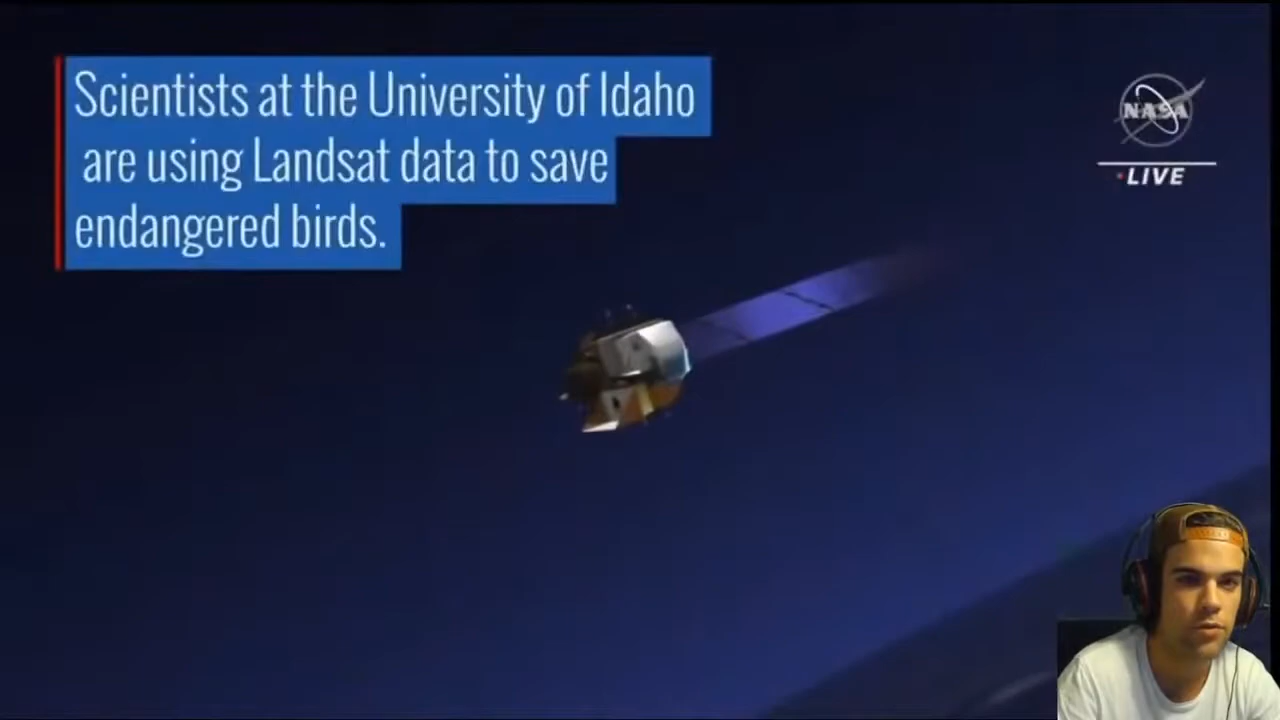 Scientists at the University of Idaho
are using Landsat data to save
endangered birds.
NASA
LIVE